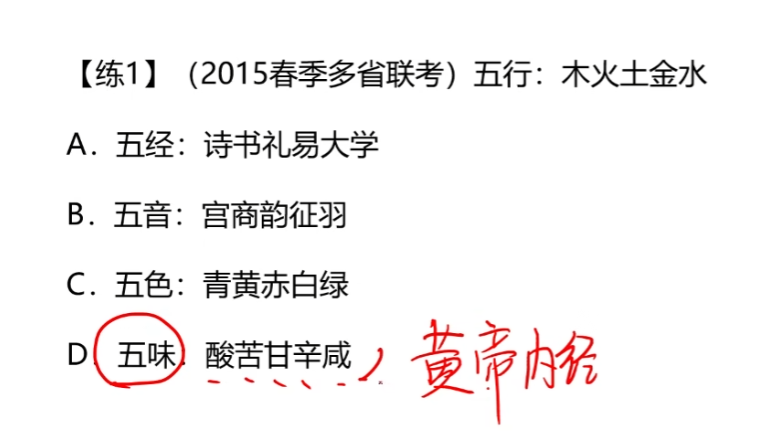 【练1】（2015春季多省联考）五行：木火土金水
A．五经：诗书礼易大学
B．五音：宫商韵征羽
C．五色：青黄赤白绿
D．五味：酸苦甘辛咸 黄帝内经